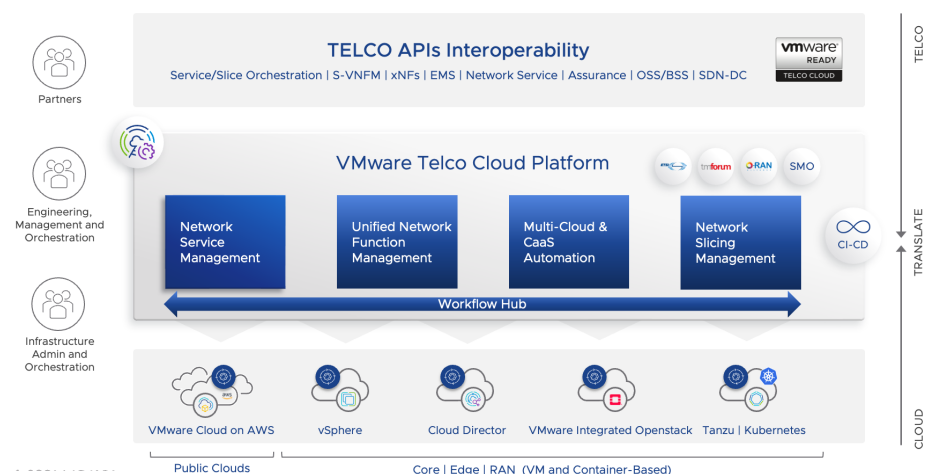 TELCO APIs Interoperability
Service/Slice Orchestration | S-VNFM | xNFs | EMS | Network Service | Assurance | OSS/BSS | SDN-DC
vmware®
READY
TELCO CLOUD
TELCO
Partners
VMware Telco Cloud Platform
tmforum
O-RAN
SMO
Engineering,
Management and
Orchestration
Network
Service
Management
Unified Network
Function
Management
Multi-Cloud &
CaaS
Automation
Network
Slicing
Management
CI-CD
TRANSLATE
Workflow Hub
Infrastructure
Admin and
Orchestration
aws
VMware Cloud on AWS
vSphere
Cloud Director
VMware Integrated Openstack
Tanzu | Kubernetes
CLOUD
Public Clouds
Core | Edge | RAN (VM and Container-Based)